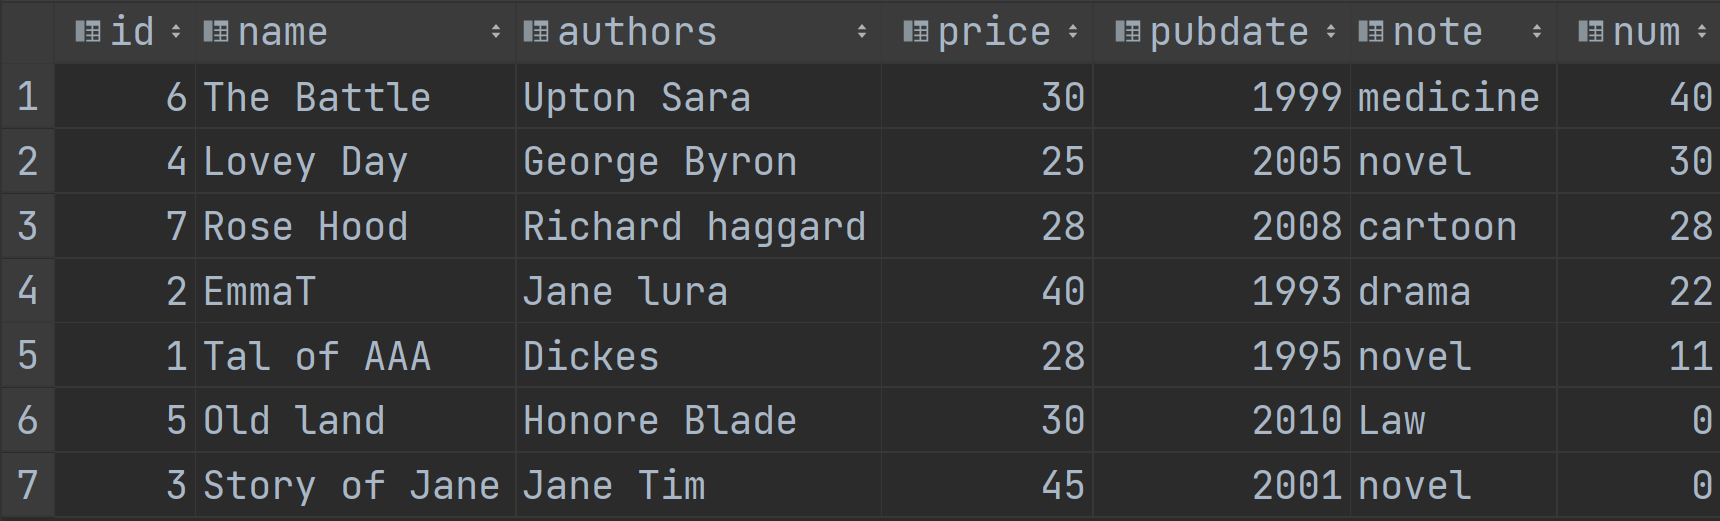 id name authors price pubdate note num
1 6 The Battle Upton Sara 30 1999 medicine 40
2 4 Lovey Day George Byron 25 2005 novel 30
3 7 Rose Hood Richard haggard 28 2008 cartoon 28
4 2 EmmaT Jane lura 40 1993 drama 22
5 1 Tal of AAA Dickes 28 1995 novel 11
6 5 Old land Honore Blade 30 2010 Law 0
7 3 Story of Jane Jane Tim 45 2001 novel 0